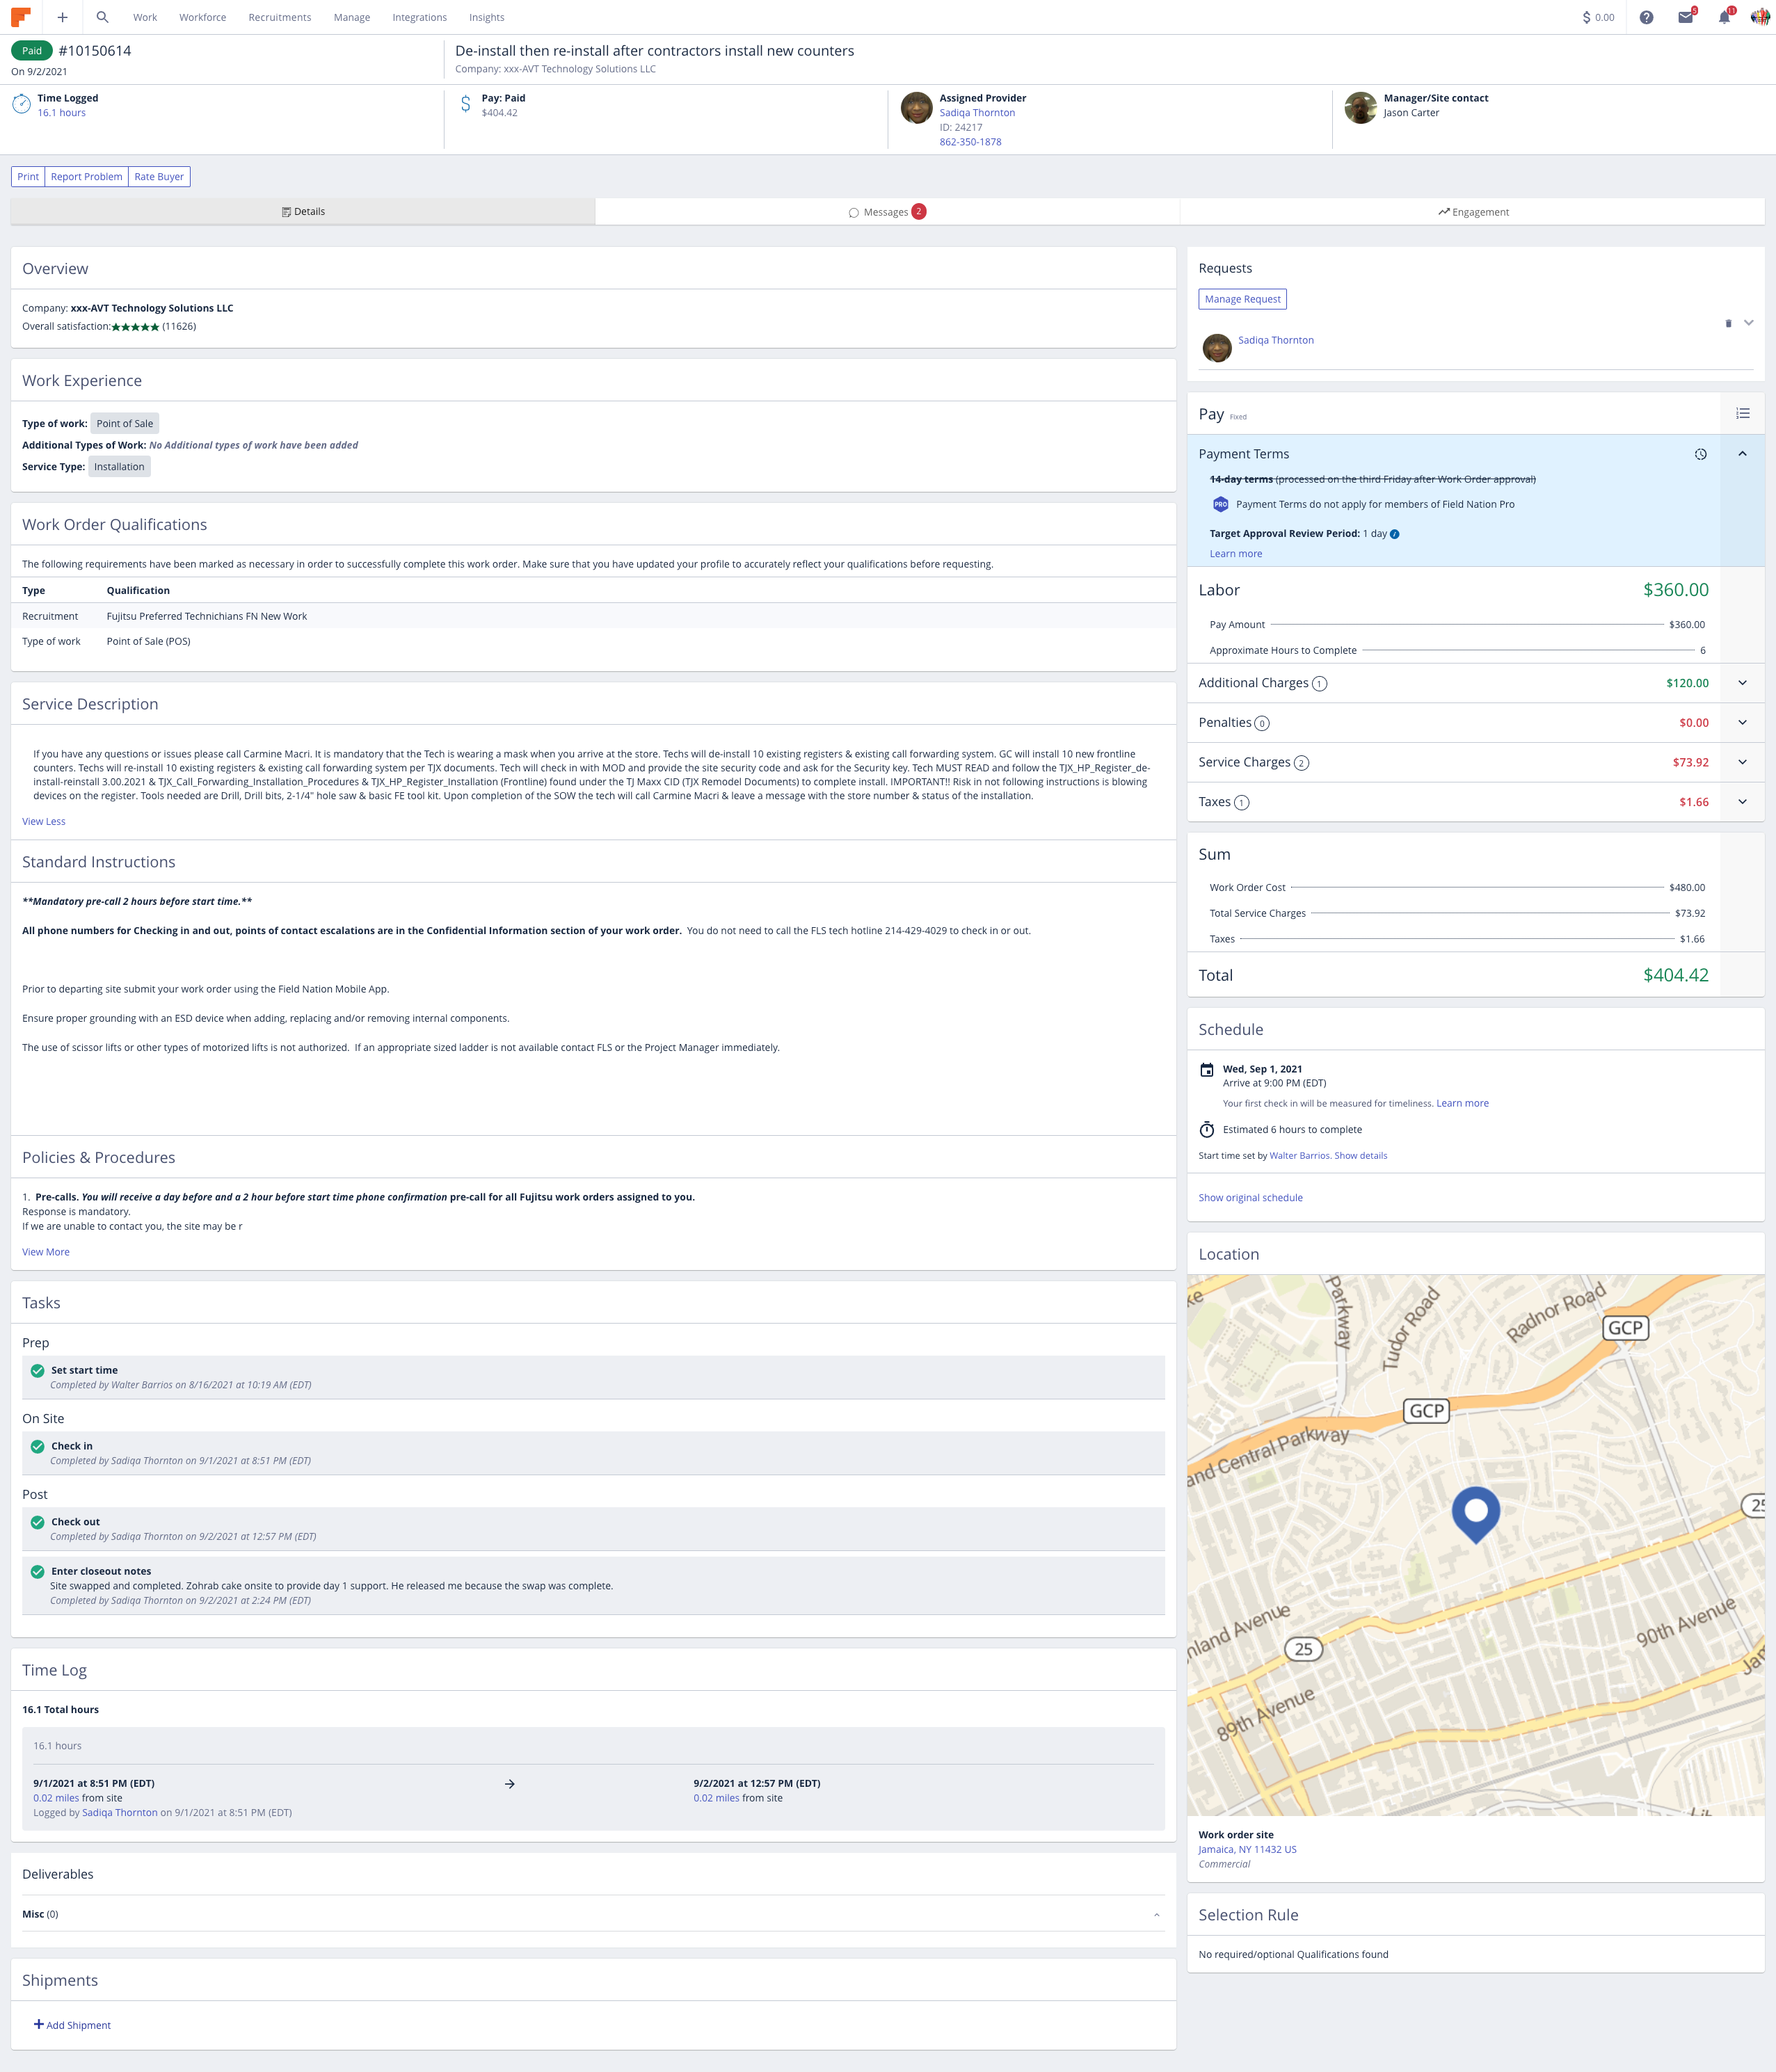 Work Workforce Recruitments Manage Integrations Insights
$ 0.00 5 11
Paid #10150614
On 9/2/2021
De-install then re-install after contractors install new counters
Company: xxx-AVT Technology Solutions LLC
Time Logged
16.1 hours
Pay: Paid
$404.42
Assigned Provider
Sadiqa Thornton
ID: 24217
862-350-1878
Manager/Site contact
Jason Carter
Print Report Problem Rate Buyer
Details Messages 2 Engagement
Overview
Company: xxx-AVT Technology Solutions LLC
Overall satisfaction:★★★★★ (11626)
Work Experience
Type of work: Point of Sale
Additional Types of Work: No Additional types of work have been added
Service Type: Installation
Work Order Qualifications
The following requirements have been marked as necessary in order to successfully complete this work order. Make sure that you have updated your profile to accurately reflect your qualifications before requesting.
Type Qualification
Recruitment Fujitsu Preferred Technichians FN New Work
Type of work Point of Sale (POS)
Service Description
If you have any questions or issues please call Carmine Macri. It is mandatory that the Tech is wearing a mask when you arrive at the store. Techs will de-install 10 existing registers & existing call forwarding system. GC will install 10 new frontline
counters. Techs will re-install 10 existing registers & existing call forwarding system per TJX documents. Tech will check in with MOD and provide the site security code and ask for the Security key. Tech MUST READ and follow the TJX_HP_Register_de-
install-reinstall 3.00.2021 & TJX_Call_Forwarding_Installation_Procedures & TJX_HP_Register_Installation (Frontline) found under the TJ Maxx CID (TJX Remodel Documents) to complete install. IMPORTANT!! Risk in not following instructions is blowing
devices on the register. Tools needed are Drill, Drill bits, 2-1/4" hole saw & basic FE tool kit. Upon completion of the SOW the tech will call Carmine Macri & leave a message with the store number & status of the installation.
View Less
Standard Instructions
**Mandatory pre-call 2 hours before start time.**
All phone numbers for Checking in and out, points of contact escalations are in the Confidential Information section of your work order. You do not need to call the FLS tech hotline 214-429-4029 to check in or out.
Prior to departing site submit your work order using the Field Nation Mobile App.
Ensure proper grounding with an ESD device when adding, replacing and/or removing internal components.
The use of scissor lifts or other types of motorized lifts is not authorized. If an appropriate sized ladder is not available contact FLS or the Project Manager immediately.
Policies & Procedures
1. Pre-calls. You will receive a day before and a 2 hour before start time phone confirmation pre-call for all Fujitsu work orders assigned to you.
Response is mandatory.
If we are unable to contact you, the site may be r
View More
Tasks
Prep
Set start time
Completed by Walter Barrios on 8/16/2021 at 10:19 AM (EDT)
On Site
Check in
Completed by Sadiqa Thornton on 9/1/2021 at 8:51 PM (EDT)
Post
Check out
Completed by Sadiqa Thornton on 9/2/2021 at 12:57 PM (EDT)
Enter closeout notes
Site swapped and completed. Zohrab cake onsite to provide day 1 support. He released me because the swap was complete.
Completed by Sadiqa Thornton on 9/2/2021 at 2:24 PM (EDT)
Time Log
16.1 Total hours
16.1 hours
9/1/2021 at 8:51 PM (EDT) → 9/2/2021 at 12:57 PM (EDT)
0.02 miles from site 0.02 miles from site
Logged by Sadiqa Thornton on 9/1/2021 at 8:51 PM (EDT)
Deliverables
Misc (0)
Shipments
+ Add Shipment
Requests
Manage Request
Sadiqa Thornton
Pay Fixed
Payment Terms
14-day terms (processed on the third Friday after Work Order approval)
PRO Payment Terms do not apply for members of Field Nation Pro
Target Approval Review Period: 1 day
Learn more
Labor $360.00
Pay Amount $360.00
Approximate Hours to Complete 6
Additional Charges 1 $120.00
Penalties 0 $0.00
Service Charges 2 $73.92
Taxes 1 $1.66
Sum
Work Order Cost $480.00
Total Service Charges $73.92
Taxes $1.66
Total $404.42
Schedule
Wed, Sep 1, 2021
Arrive at 9:00 PM (EDT)
Your first check in will be measured for timeliness. Learn more
Estimated 6 hours to complete
Start time set by Walter Barrios. Show details
Show original schedule
Location
ke
Parkway
Tudor Road
Radnor Road
GCP
GCP
and Central Parkway
25
nland Avenue
25
90th Avenue
Jam
89th Avenue
Lib
Work order site
Jamaica, NY 11432 US
Commercial
Selection Rule
No required/optional Qualifications found